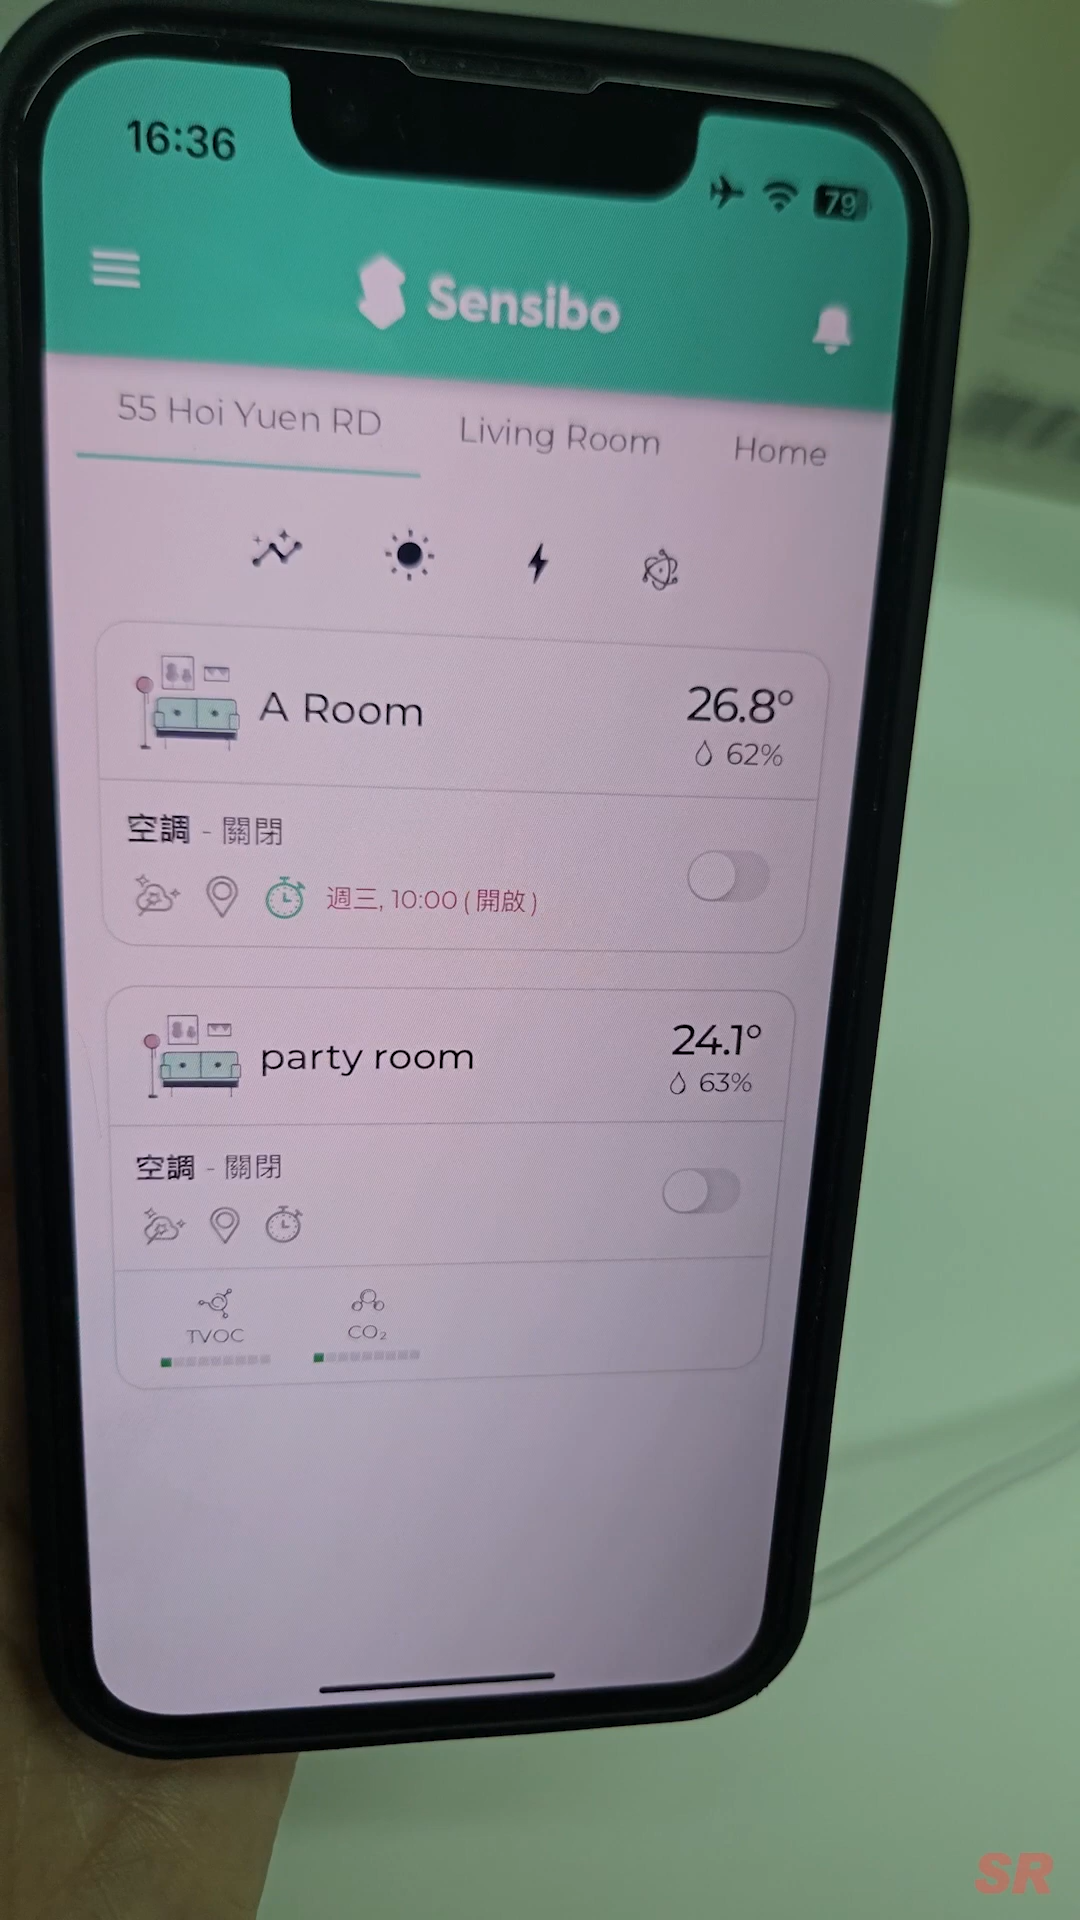 16:36
79
Sensibo
55 Hoi Yuen RD
Living Room
Home
A Room
26.8°
62%
空調 - 關閉
週三, 10:00 ( 開啟 )
party room
24.1°
63%
空調 - 關閉
TVOC
CO₂
SR